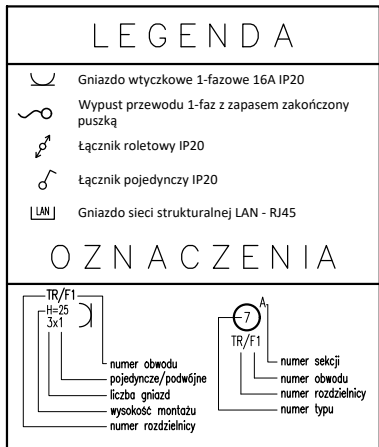 LEGENDA
Gniazdo wtyczkowe 1-fazowe 16A IP20
Wypust przewodu 1-faz z zapasem zakończony
puszką
Łącznik roletowy IP20
Łącznik pojedynczy IP20
LAN
Gniazdo sieci strukturalnej LAN - RJ45
OZNACZENIA
TR/F1
H=25
3x1
numer obwodu
pojedyncze/podwójne
liczba gniazd
wysokość montażu
numer rozdzielnicy
A
7
TR/F1
numer sekcji
numer obwodu
numer rozdzielnicy
numer typu